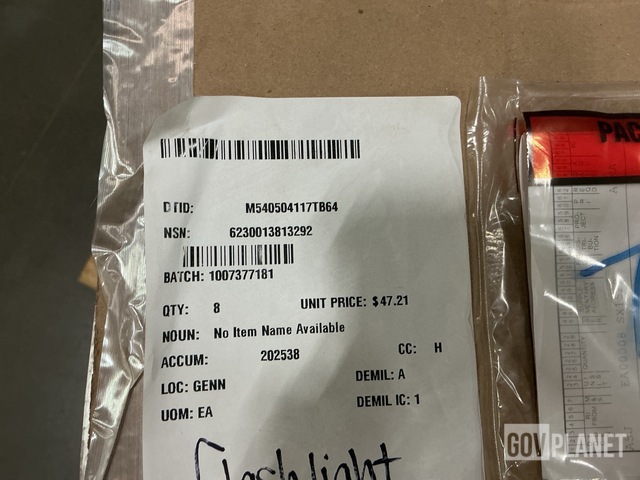 DTID: M540504117TB64
NSN: 6230013813292
BATCH: 1007377181
QTY: 8 UNIT PRICE: $47.21
NOUN: No Item Name Available
ACCUM: 202538 CC: H
LOC: GENN DEMIL: A
UOM: EA DEMIL IC: 1
Flashlight
PAC
GOVPLANET